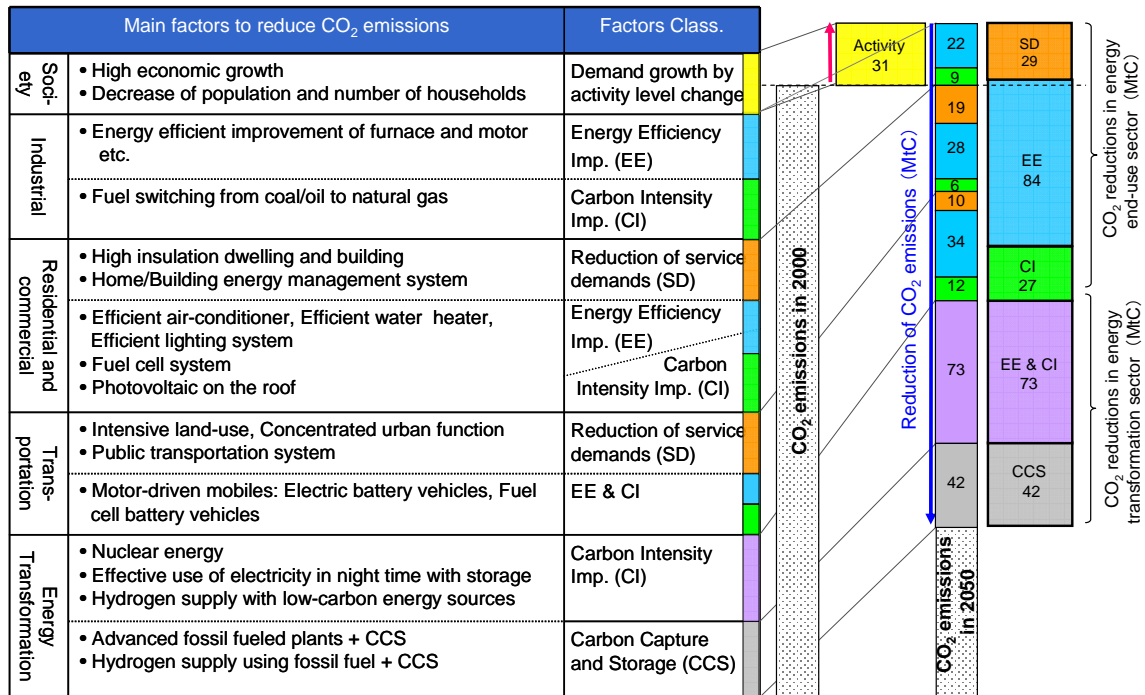 Main factors to reduce CO2 emissions
Factors Class.
Soci-
ety
• High economic growth
• Decrease of population and number of households
Demand growth by
activity level change
Industrial
• Energy efficient improvement of furnace and motor
etc.
Energy Efficiency
Imp. (EE)
• Fuel switching from coal/oil to natural gas
Carbon Intensity
Imp. (CI)
Residential and
commercial
• High insulation dwelling and building
• Home/Building energy management system
Reduction of service
demands (SD)
• Efficient air-conditioner, Efficient water heater,
Efficient lighting system
• Fuel cell system
• Photovoltaic on the roof
Energy Efficiency
Imp. (EE)
Carbon
Intensity Imp. (CI)
Trans-
portation
• Intensive land-use, Concentrated urban function
• Public transportation system
Reduction of service
demands (SD)
• Motor-driven mobiles: Electric battery vehicles, Fuel
cell battery vehicles
EE & CI
Energy
Transformation
• Nuclear energy
• Effective use of electricity in night time with storage
• Hydrogen supply with low-carbon energy sources
Carbon Intensity
Imp. (CI)
• Advanced fossil fueled plants + CCS
• Hydrogen supply using fossil fuel + CCS
Carbon Capture
and Storage (CCS)
CO2 emissions in 2000
Activity
31
Reduction of CO2 emissions (MtC)
22
9
19
28
6
10
34
12
73
42
CO2 emissions
in 2050
SD
29
EE
84
CI
27
EE & CI
73
CCS
42
CO2 reductions in energy
end-use sector (MtC)
CO2 reductions in energy
transformation sector (MtC)